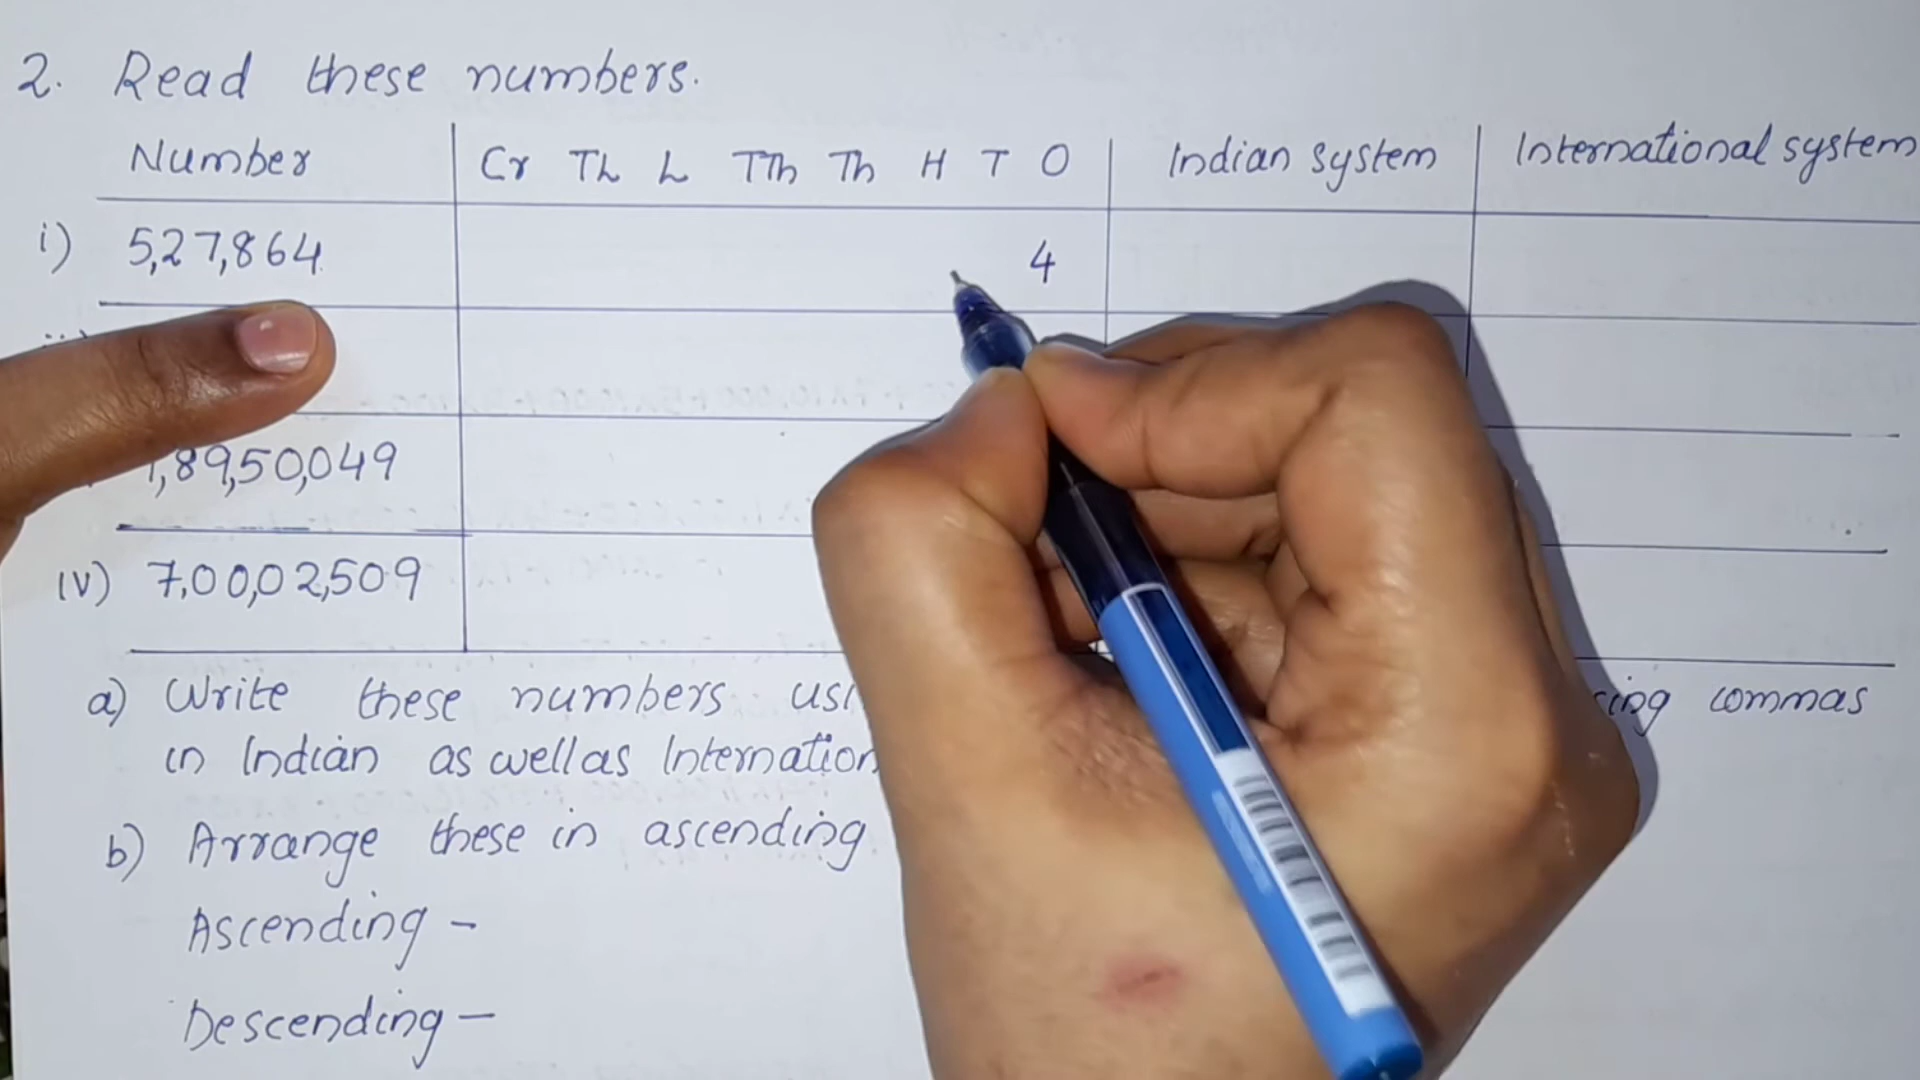 2. Read these numbers.
Number Cr Th L TTh Th H T O Indian system International system
i) 5,27,864 4
1,89,50,049
(iv) 7,00,02,509
a) Write these numbers commas
in Indian as well as
b) Arrange these in ascending
Ascending -
Descending -